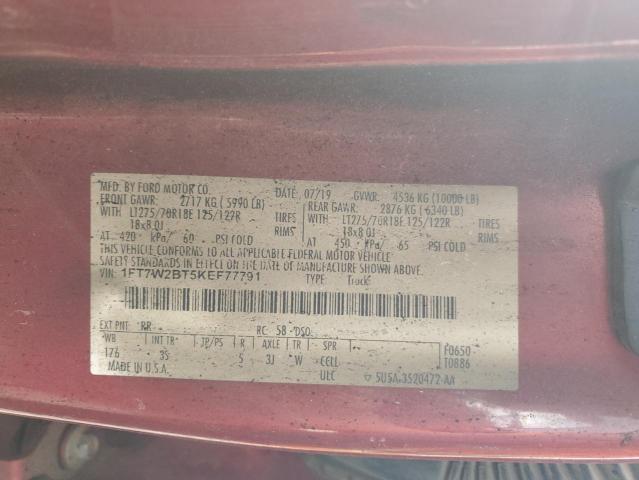 MFD. BY FORD MOTOR CO. DATE: 07/19 GVWR: 4536 KG (10000 LB)
FRONT GAWR: 2717 KG (5990 LB) REAR GAWR: 2876 KG (6340 LB)
WITH LT275/70R18E 125/122R TIRES WITH LT275/70R18E 125/122R TIRES
18x8.0J RIMS 18x8.0J RIMS
AT 420 kPa/ 60 PSI COLD AT 450 kPa/ 65 PSI COLD
THIS VEHICLE CONFORMS TO ALL APPLICABLE FEDERAL MOTOR VEHICLE
SAFETY STANDARDS IN EFFECT ON THE DATE OF MANUFACTURE SHOWN ABOVE.
VIN: 1FT7W2BT5KEF77791 TYPE: Truck
EXT PNT: RR RC: 58 DSO: F0650
WB INT TR TP/PS R AXLE TR SPR T0886
176 3S 5 3J W CCLL
MADE IN U.S.A. ULC 5U5A-3520472-AA